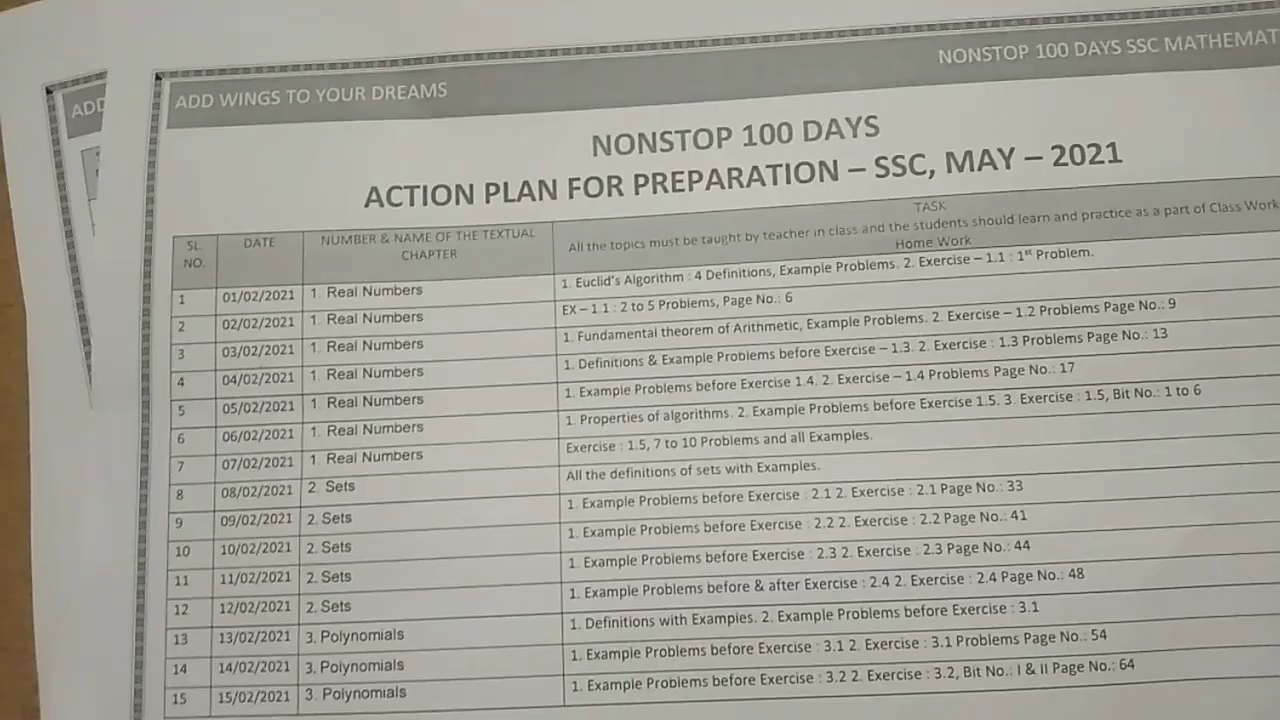 ADD
ADD WINGS TO YOUR DREAMS NONSTOP 100 DAYS SSC MATHEMAT
NONSTOP 100 DAYS
ACTION PLAN FOR PREPARATION – SSC, MAY – 2021
SL. NO. DATE NUMBER & NAME OF THE TEXTUAL CHAPTER TASK
All the topics must be taught by teacher in class and the students should learn and practice as a part of Class Work
Home Work
1 01/02/2021 1. Real Numbers 1. Euclid's Algorithm : 4 Definitions, Example Problems. 2. Exercise – 1.1 : 1st Problem.
2 02/02/2021 1. Real Numbers EX – 1.1 : 2 to 5 Problems, Page No.: 6
3 03/02/2021 1. Real Numbers 1. Fundamental theorem of Arithmetic, Example Problems. 2. Exercise – 1.2 Problems Page No.: 9
4 04/02/2021 1. Real Numbers 1. Definitions & Example Problems before Exercise – 1.3. 2. Exercise : 1.3 Problems Page No.: 13
5 05/02/2021 1. Real Numbers 1. Example Problems before Exercise 1.4. 2. Exercise – 1.4 Problems Page No.: 17
6 06/02/2021 1. Real Numbers 1. Properties of algorithms. 2. Example Problems before Exercise 1.5. 3. Exercise : 1.5, Bit No.: 1 to 6
7 07/02/2021 1. Real Numbers Exercise : 1.5, 7 to 10 Problems and all Examples.
8 08/02/2021 2. Sets All the definitions of sets with Examples.
9 09/02/2021 2. Sets 1. Example Problems before Exercise : 2.1 2. Exercise : 2.1 Page No.: 33
10 10/02/2021 2. Sets 1. Example Problems before Exercise : 2.2 2. Exercise : 2.2 Page No.: 41
11 11/02/2021 2. Sets 1. Example Problems before Exercise : 2.3 2. Exercise : 2.3 Page No.: 44
12 12/02/2021 2. Sets 1. Example Problems before & after Exercise : 2.4 2. Exercise : 2.4 Page No.: 48
13 13/02/2021 3. Polynomials 1. Definitions with Examples. 2. Example Problems before Exercise : 3.1
14 14/02/2021 3. Polynomials 1. Example Problems before Exercise : 3.1 2. Exercise : 3.1 Problems Page No.: 54
15 15/02/2021 3. Polynomials 1. Example Problems before Exercise : 3.2 2. Exercise : 3.2, Bit No.: I & II Page No.: 64